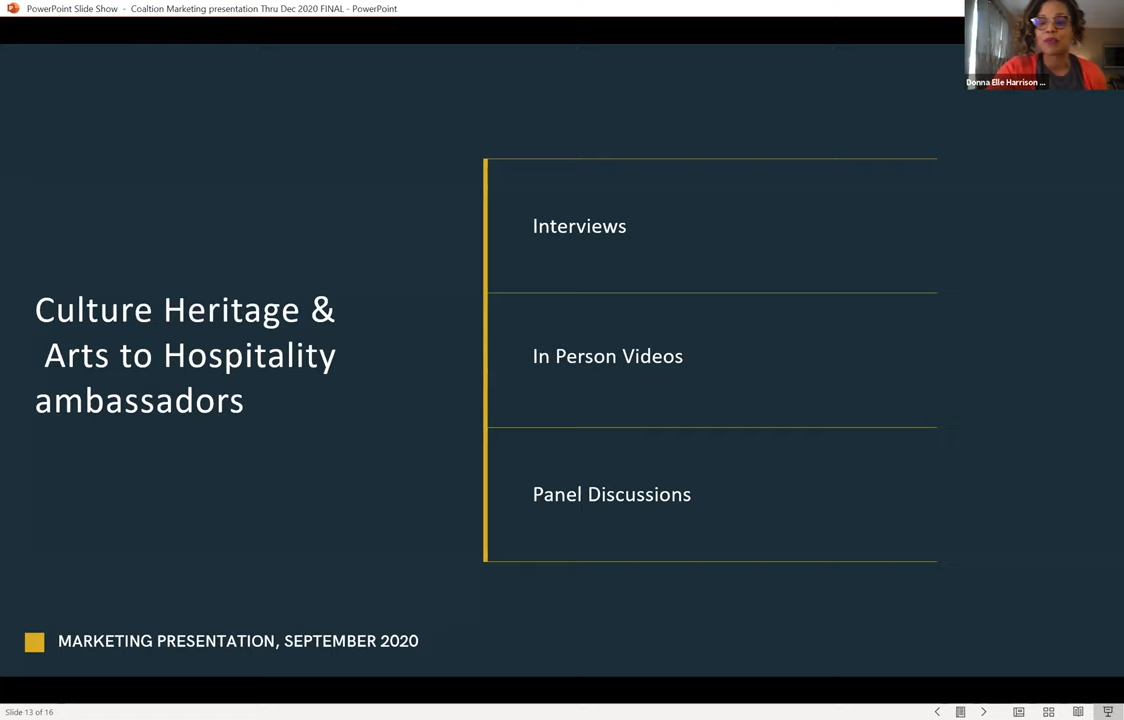 PowerPoint Slide Show - Coaltion Marketing presentation Thru Dec 2020 FINAL - PowerPoint
Donna Elle Harrison ...
Interviews
Culture Heritage &
Arts to Hospitality
ambassadors
In Person Videos
Panel Discussions
MARKETING PRESENTATION, SEPTEMBER 2020
Slide 13 of 16